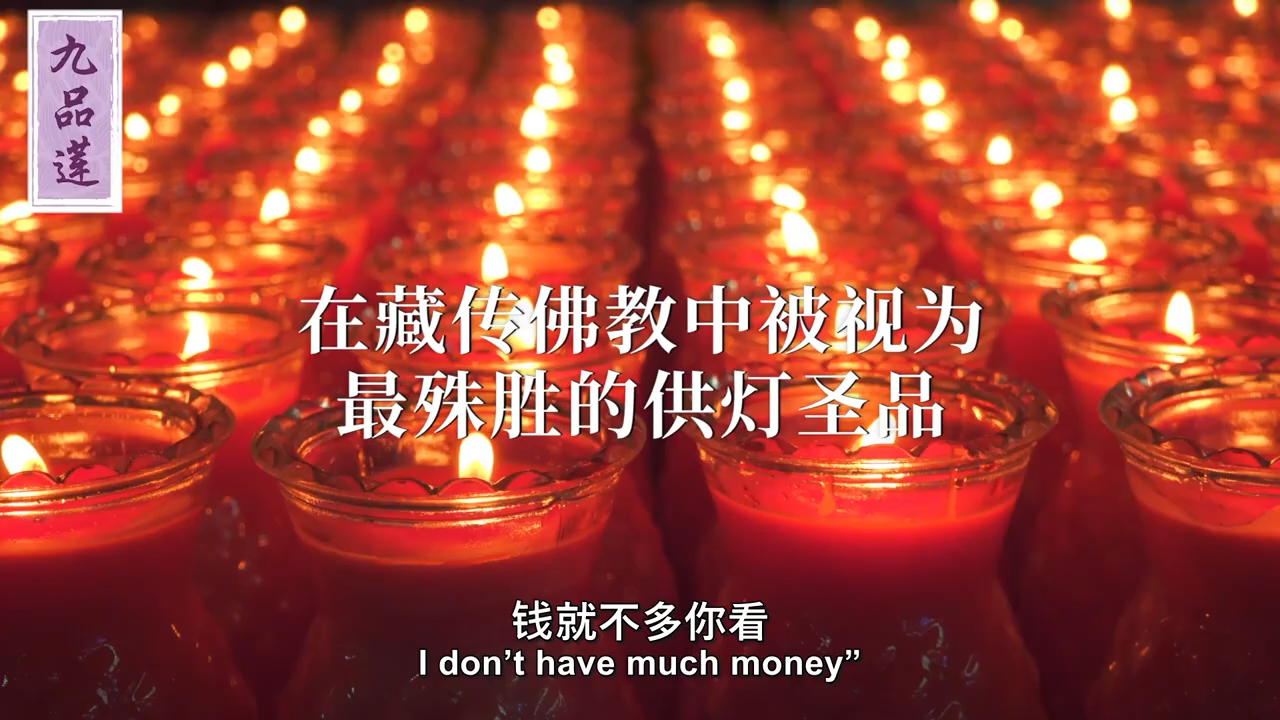 九品莲
在藏传佛教中被视为
最殊胜的供灯圣品
钱就不多你看
I don't have much money”